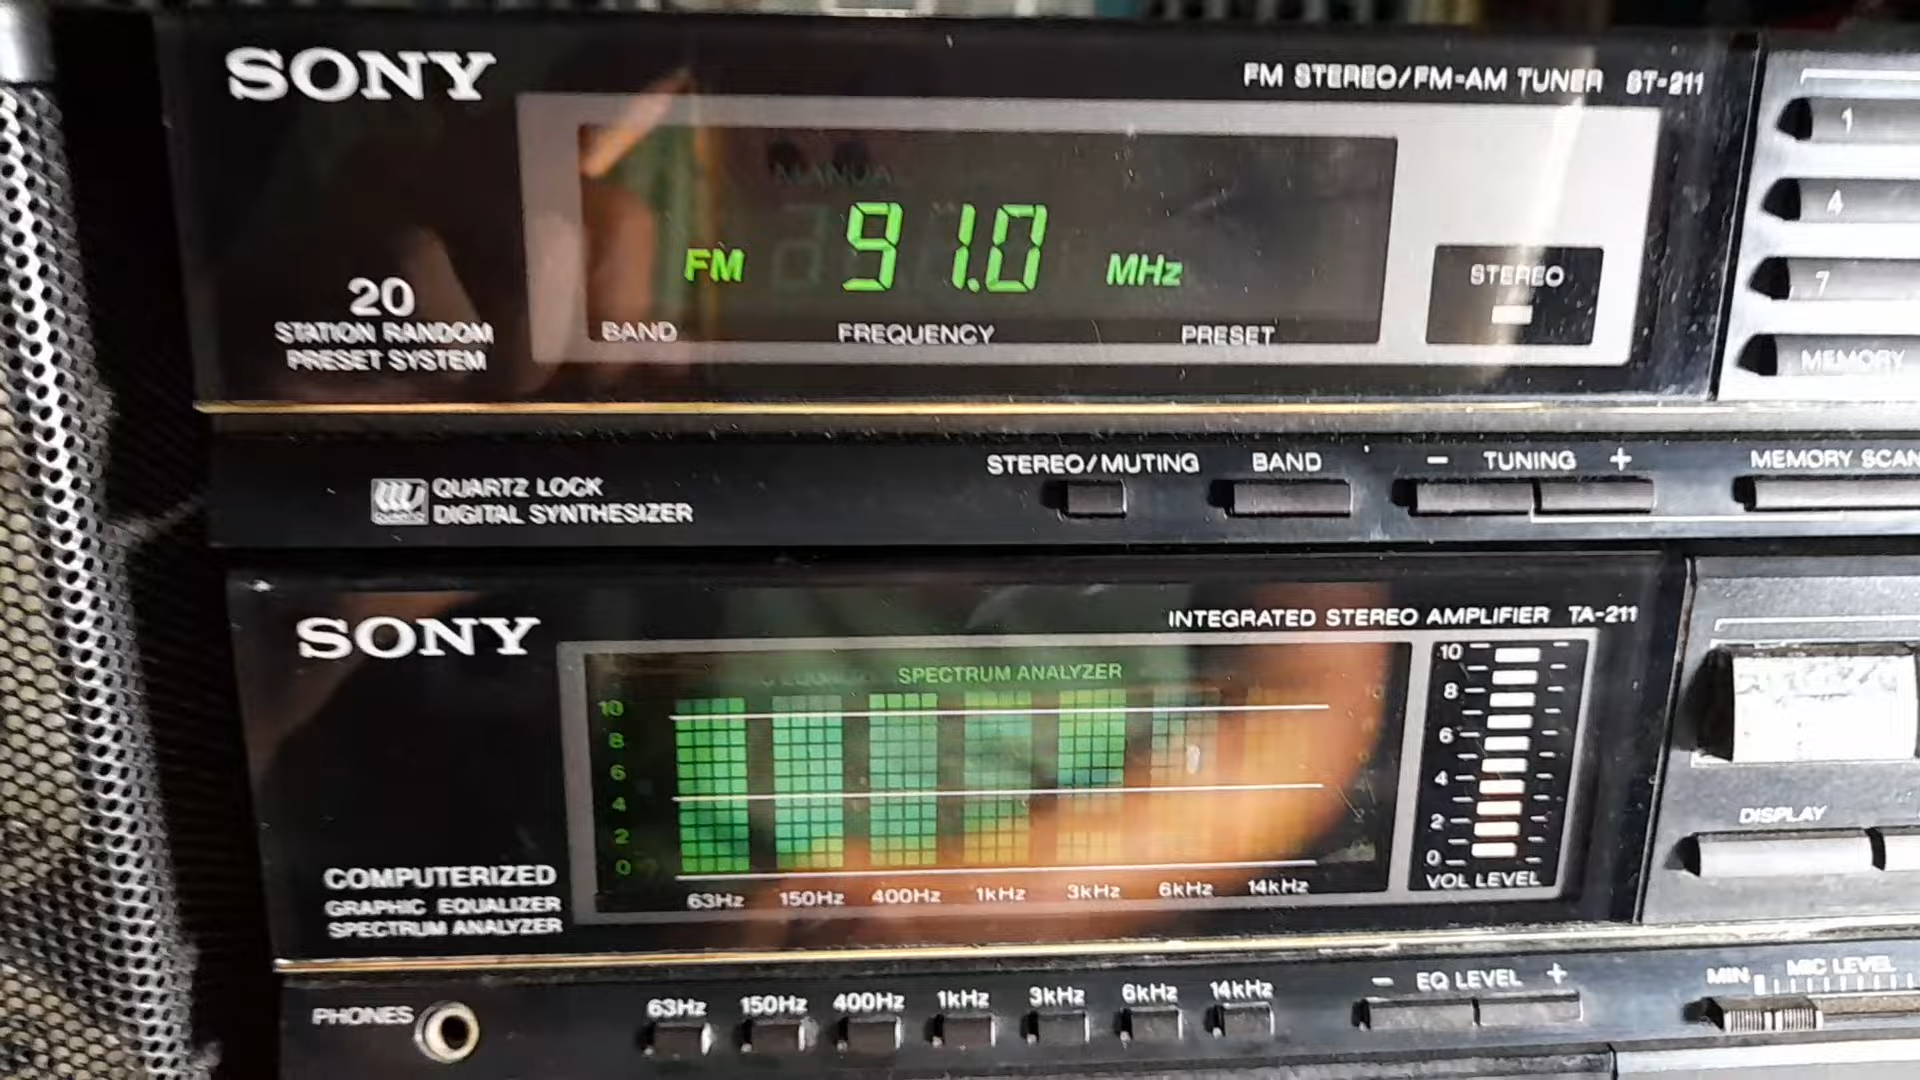 SONY
FM STEREO/FM-AM TUNER ST-211
1
4
MANUAL
FM 91.0 MHz
STEREO
7
20
STATION RANDOM
PRESET SYSTEM
BAND FREQUENCY PRESET
MEMORY
STEREO/MUTING BAND - TUNING + MEMORY SCAN
QUARTZ LOCK
DIGITAL SYNTHESIZER
SONY
INTEGRATED STEREO AMPLIFIER TA-211
SPECTRUM ANALYZER
10
8
6
4
2
0
10
8
6
4
2
0
VOL LEVEL
DISPLAY
COMPUTERIZED
GRAPHIC EQUALIZER
SPECTRUM ANALYZER
63Hz 150Hz 400Hz 1kHz 3kHz 6kHz 14kHz
- EQ LEVEL +
MIN MIC LEVEL
PHONES
63Hz 150Hz 400Hz 1kHz 3kHz 6kHz 14kHz